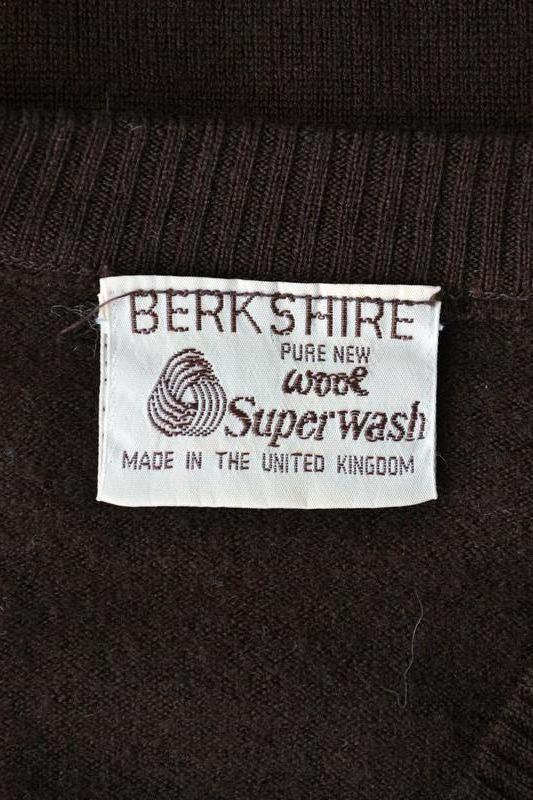 BERKSHIRE
PURE NEW
wool
Superwash
MADE IN THE UNITED KINGDOM